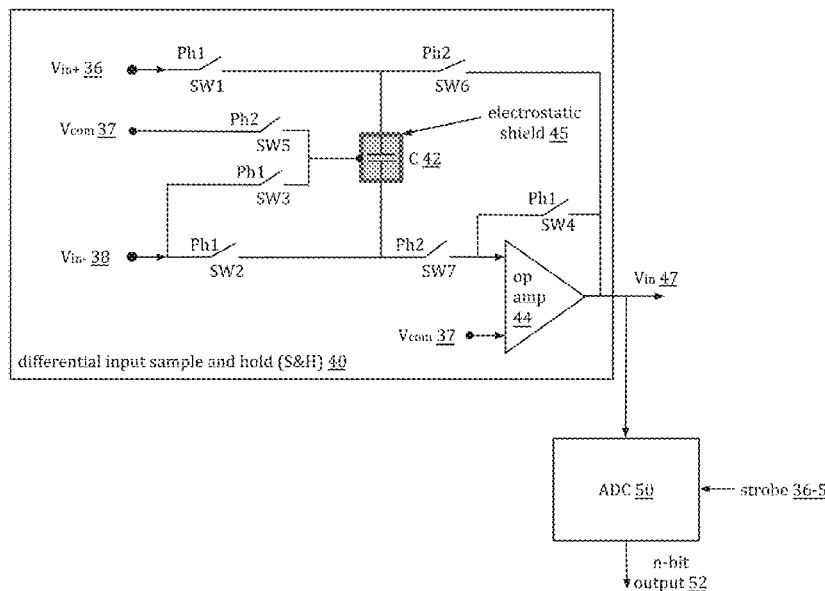 Ph1
Vin+ 36
SW1
Ph2
SW6
electrostatic
shield 45
Vcom 37
Ph2
SW5
C 42
Ph1
SW3
Ph1
SW4
Ph1
Vin- 38
SW2
Ph2
SW7
op
amp
44
Vin 47
Vcom 37
differential input sample and hold (S&H) 40
ADC 50
strobe 36-5
n-bit
output 52